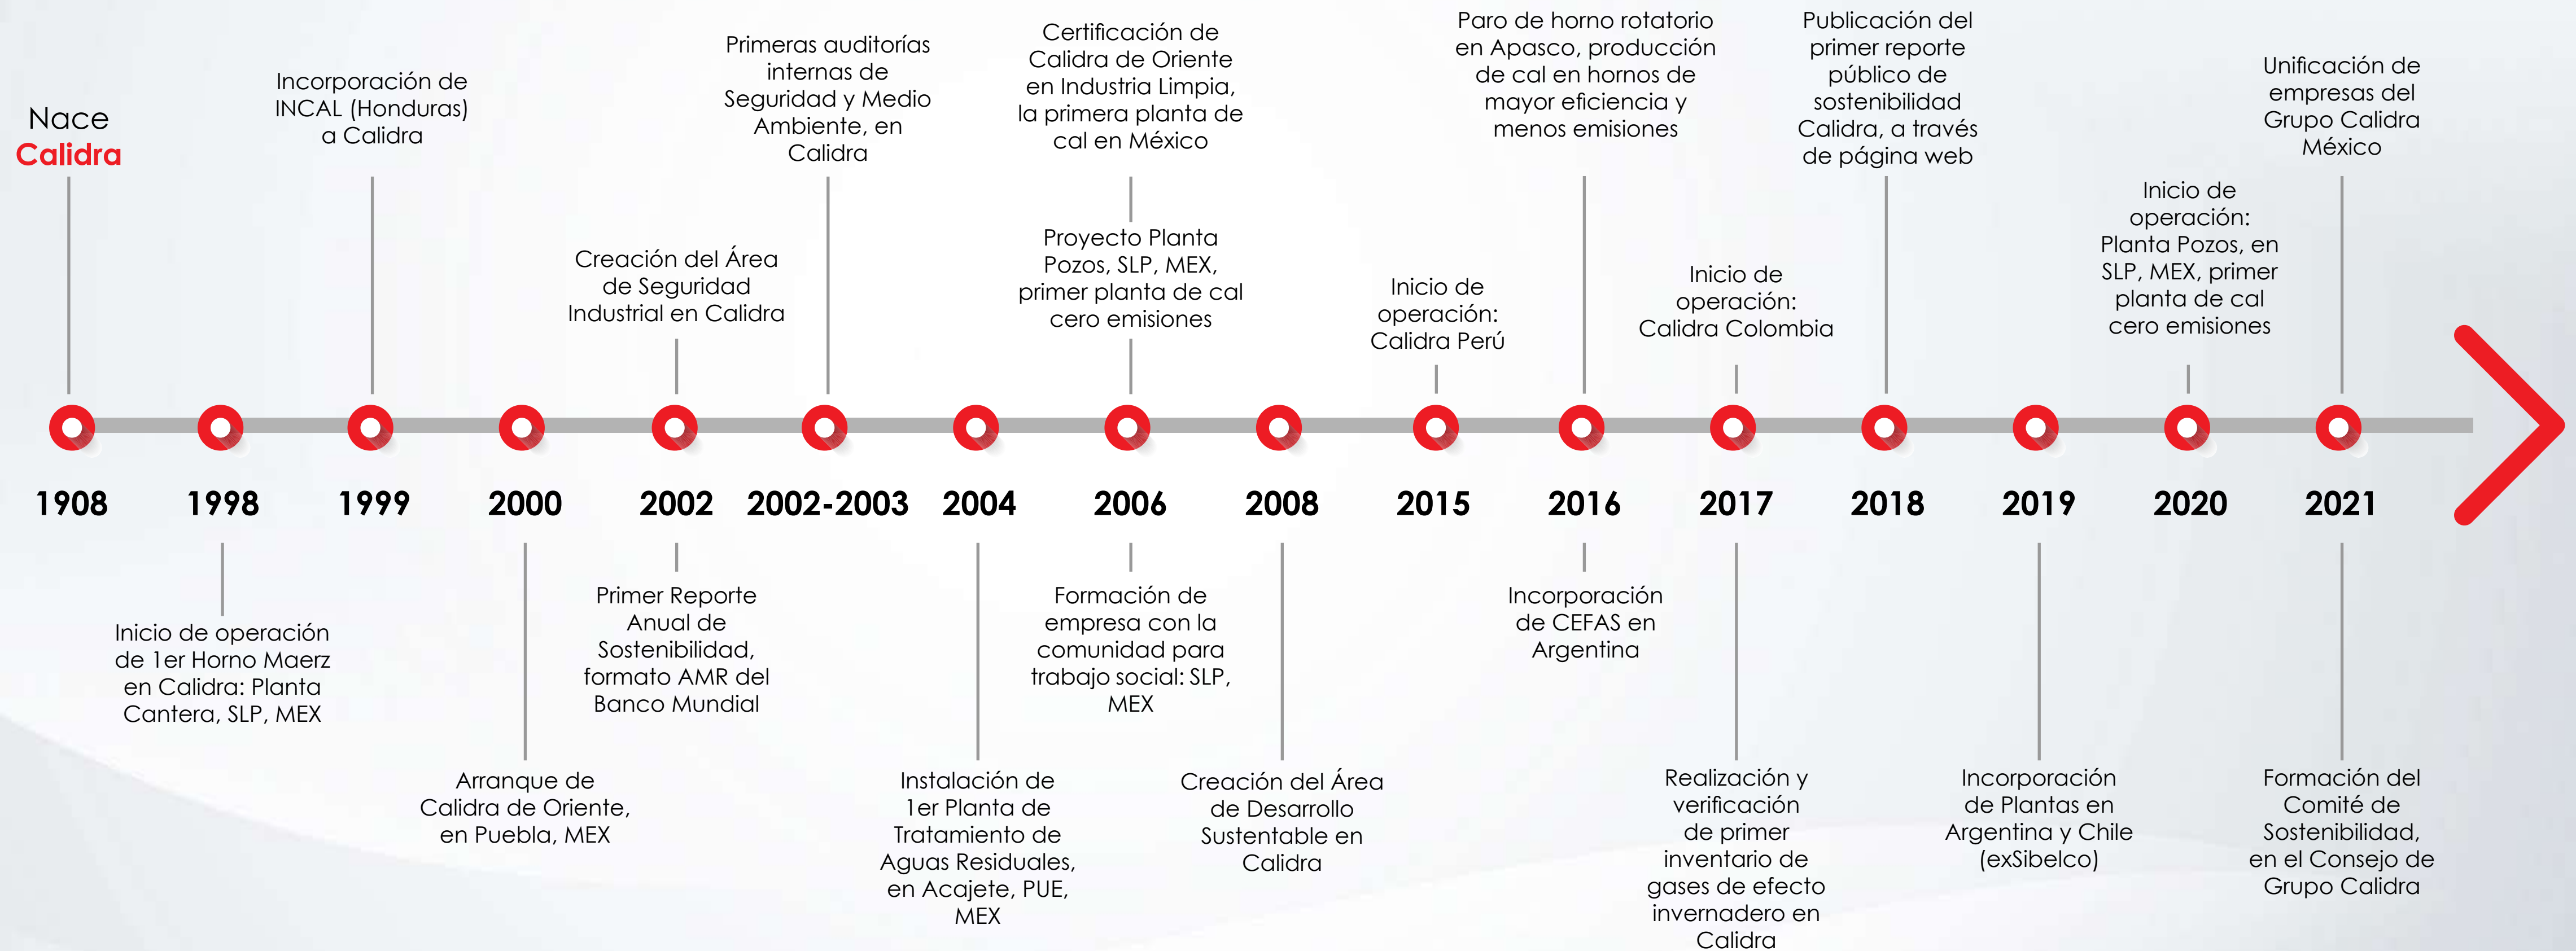 Nace
Calidra
1908
1998
Inicio de operación
de 1er Horno Maerz
en Calidra: Planta
Cantera, SLP, MEX
Incorporación de
INCAL (Honduras)
a Calidra
1999
2000
Arranque de
Calidra de Oriente,
en Puebla, MEX
Creación del Área
de Seguridad
Industrial en Calidra
2002
Primer Reporte
Anual de
Sostenibilidad,
formato AMR del
Banco Mundial
Primeras auditorías
internas de
Seguridad y Medio
Ambiente, en
Calidra
2002-2003
2004
Instalación de
1er Planta de
Tratamiento de
Aguas Residuales,
en Acajete, PUE,
MEX
Certificación de
Calidra de Oriente
en Industria Limpia,
la primera planta de
cal en México
Proyecto Planta
Pozos, SLP, MEX,
primer planta de cal
cero emisiones
2006
Formación de
empresa con la
comunidad para
trabajo social: SLP,
MEX
2008
Creación del Área
de Desarrollo
Sustentable en
Calidra
Inicio de
operación:
Calidra Perú
2015
Paro de horno rotatorio
en Apasco, producción
de cal en hornos de
mayor eficiencia y
menos emisiones
2016
Incorporación
de CEFAS en
Argentina
Inicio de
operación:
Calidra Colombia
2017
Realización y
verificación
de primer
inventario de
gases de efecto
invernadero en
Calidra
Publicación del
primer reporte
público de
sostenibilidad
Calidra, a través
de página web
2018
2019
Incorporación
de Plantas en
Argentina y Chile
(exSibelco)
Inicio de
operación:
Planta Pozos, en
SLP, MEX, primer
planta de cal
cero emisiones
2020
Unificación de
empresas del
Grupo Calidra
México
2021
Formación del
Comité de
Sostenibilidad,
en el Consejo de
Grupo Calidra